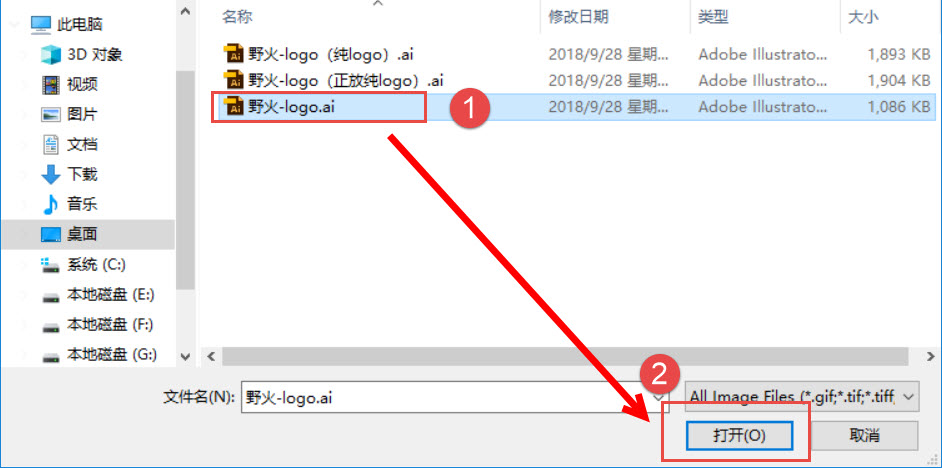 此电脑
3D 对象
视频
图片
文档
下载
音乐
桌面
系统 (C:)
本地磁盘 (E:)
本地磁盘 (F:)
本地磁盘 (G:)
名称 修改日期 类型 大小
野火-logo（纯logo）.ai 2018/9/28 星期... Adobe Illustrato... 1,893 KB
野火-logo（正放纯logo）.ai 2018/9/28 星期... Adobe Illustrato... 1,904 KB
野火-logo.ai 2018/9/28 星期... Adobe Illustrato... 1,086 KB
1
2
文件名(N): 野火-logo.ai All Image Files (*.gif;*.tif;*.tiff
打开(O) 取消